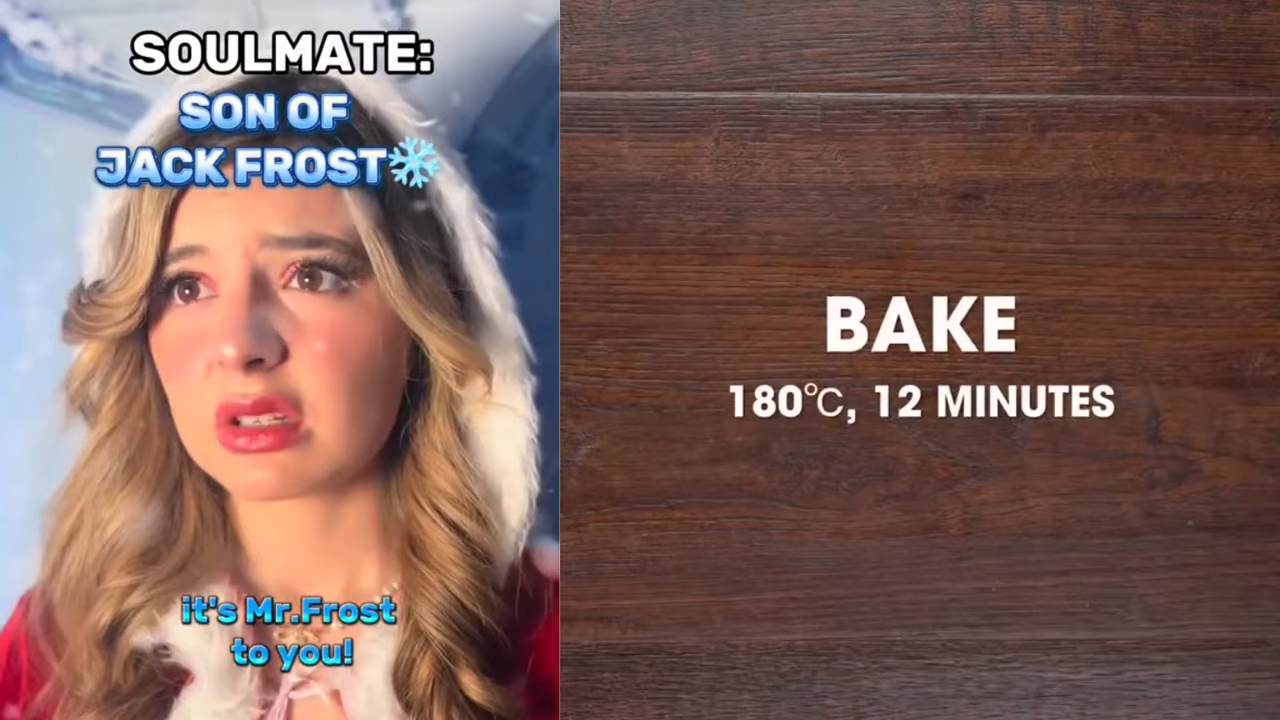 SOULMATE:
SON OF
JACK FROST❄️
it's Mr.Frost
to you!
BAKE
180℃, 12 MINUTES